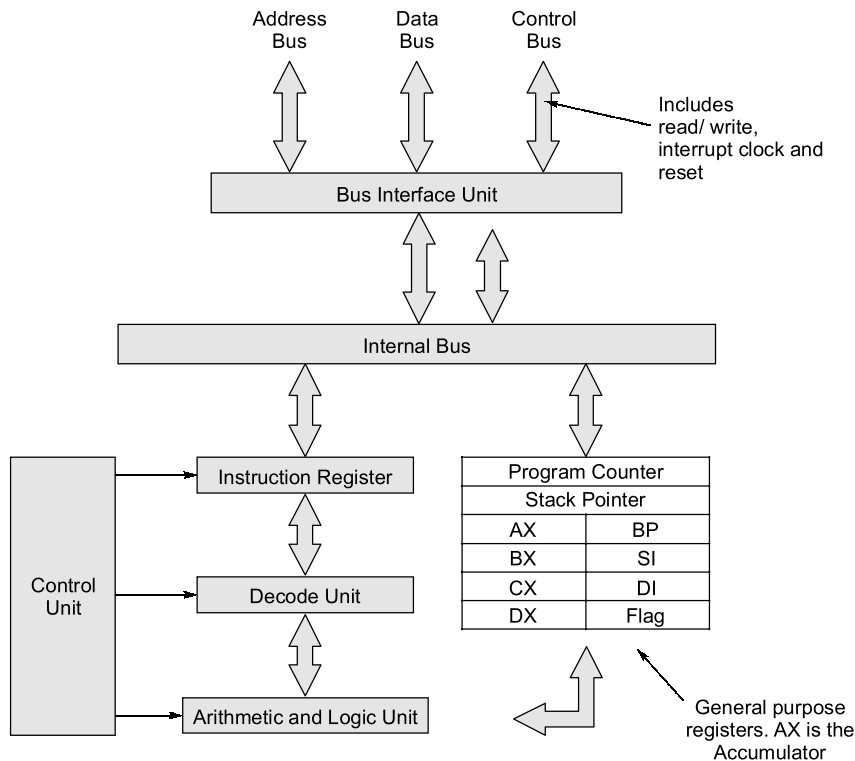 Address
Bus
Data
Bus
Control
Bus
Includes
read/ write,
interrupt clock and
reset
Bus Interface Unit
Internal Bus
Control
Unit
Instruction Register
Decode Unit
Arithmetic and Logic Unit
Program Counter
Stack Pointer
AX BP
BX SI
CX DI
DX Flag
General purpose
registers. AX is the
Accumulator